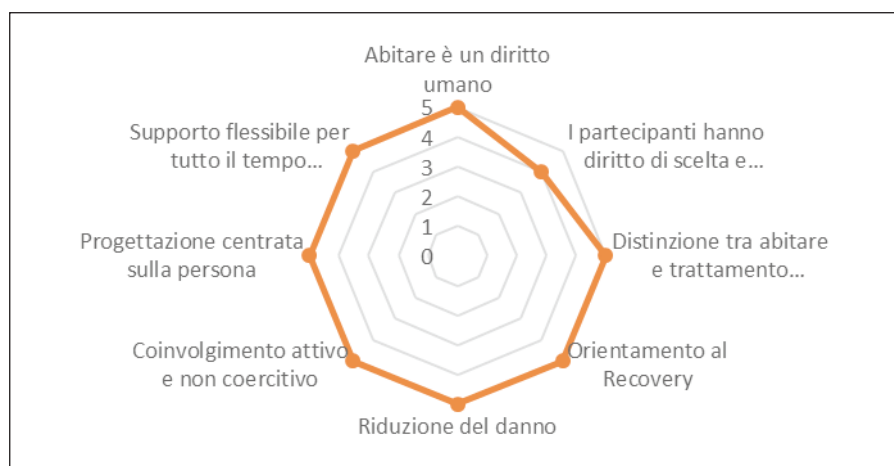 Abitare è un diritto
umano
5
4
3
2
1
0
I partecipanti hanno
diritto di scelta e...
Distinzione tra abitare
e trattamento...
Orientamento al
Recovery
Riduzione del danno
Coinvolgimento attivo
e non coercitivo
Progettazione centrata
sulla persona
Supporto flessibile per
tutto il tempo...